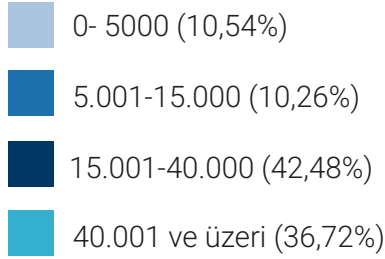 0- 5000 (10,54%)
5.001-15.000 (10,26%)
15.001-40.000 (42,48%)
40.001 ve üzeri (36,72%)